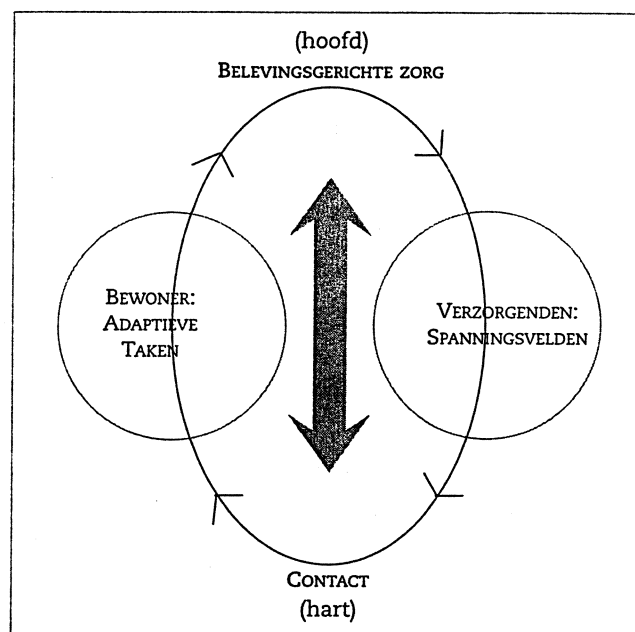 (hoofd)
BELEVINGSGERICHTE ZORG
BEWONER:
ADAPTIEVE
TAKEN
VERZORGENDEN:
SPANNINGSVELDEN
CONTACT
(hart)